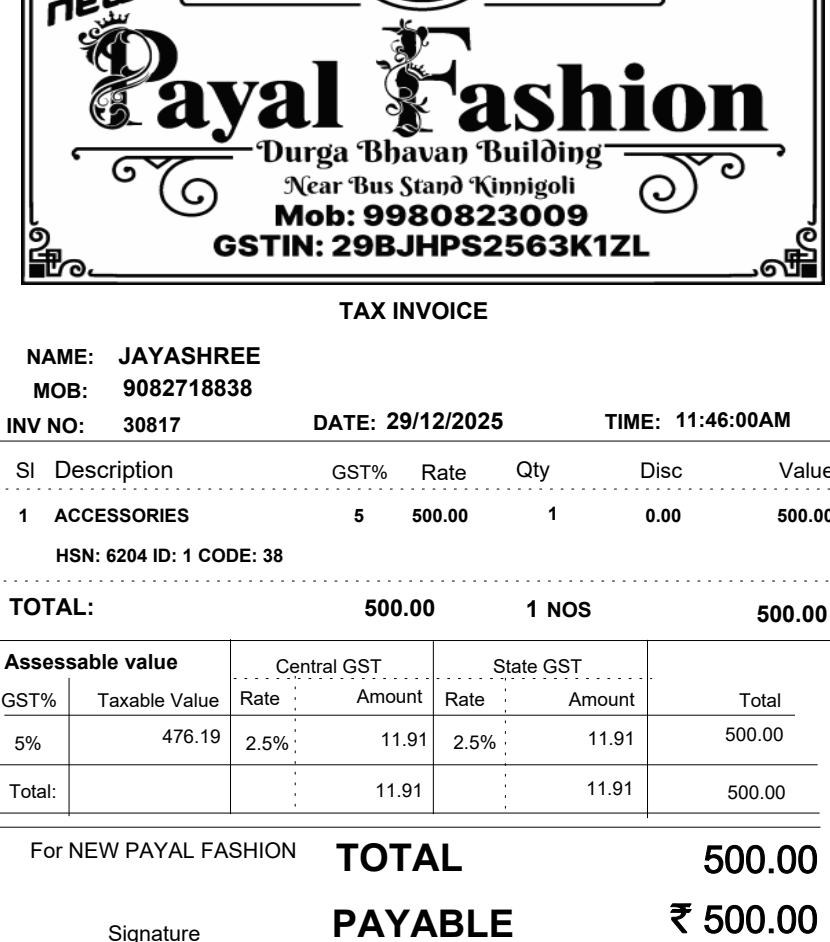 new
Payal Fashion
Durga Bhavan Building
Near Bus Stand Kinnigoli
Mob: 9980823009
GSTIN: 29BJHPS2563K1ZL
TAX INVOICE
NAME: JAYASHREE
MOB: 9082718838
INV NO: 30817 DATE: 29/12/2025 TIME: 11:46:00AM
Sl Description GST% Rate Qty Disc Value
1 ACCESSORIES 5 500.00 1 0.00 500.00
HSN: 6204 ID: 1 CODE: 38
TOTAL: 500.00 1 NOS 500.00
Assessable value Central GST State GST
GST% Taxable Value Rate Amount Rate Amount Total
5% 476.19 2.5% 11.91 2.5% 11.91 500.00
Total: 11.91 11.91 500.00
For NEW PAYAL FASHION TOTAL 500.00
Signature PAYABLE ₹ 500.00